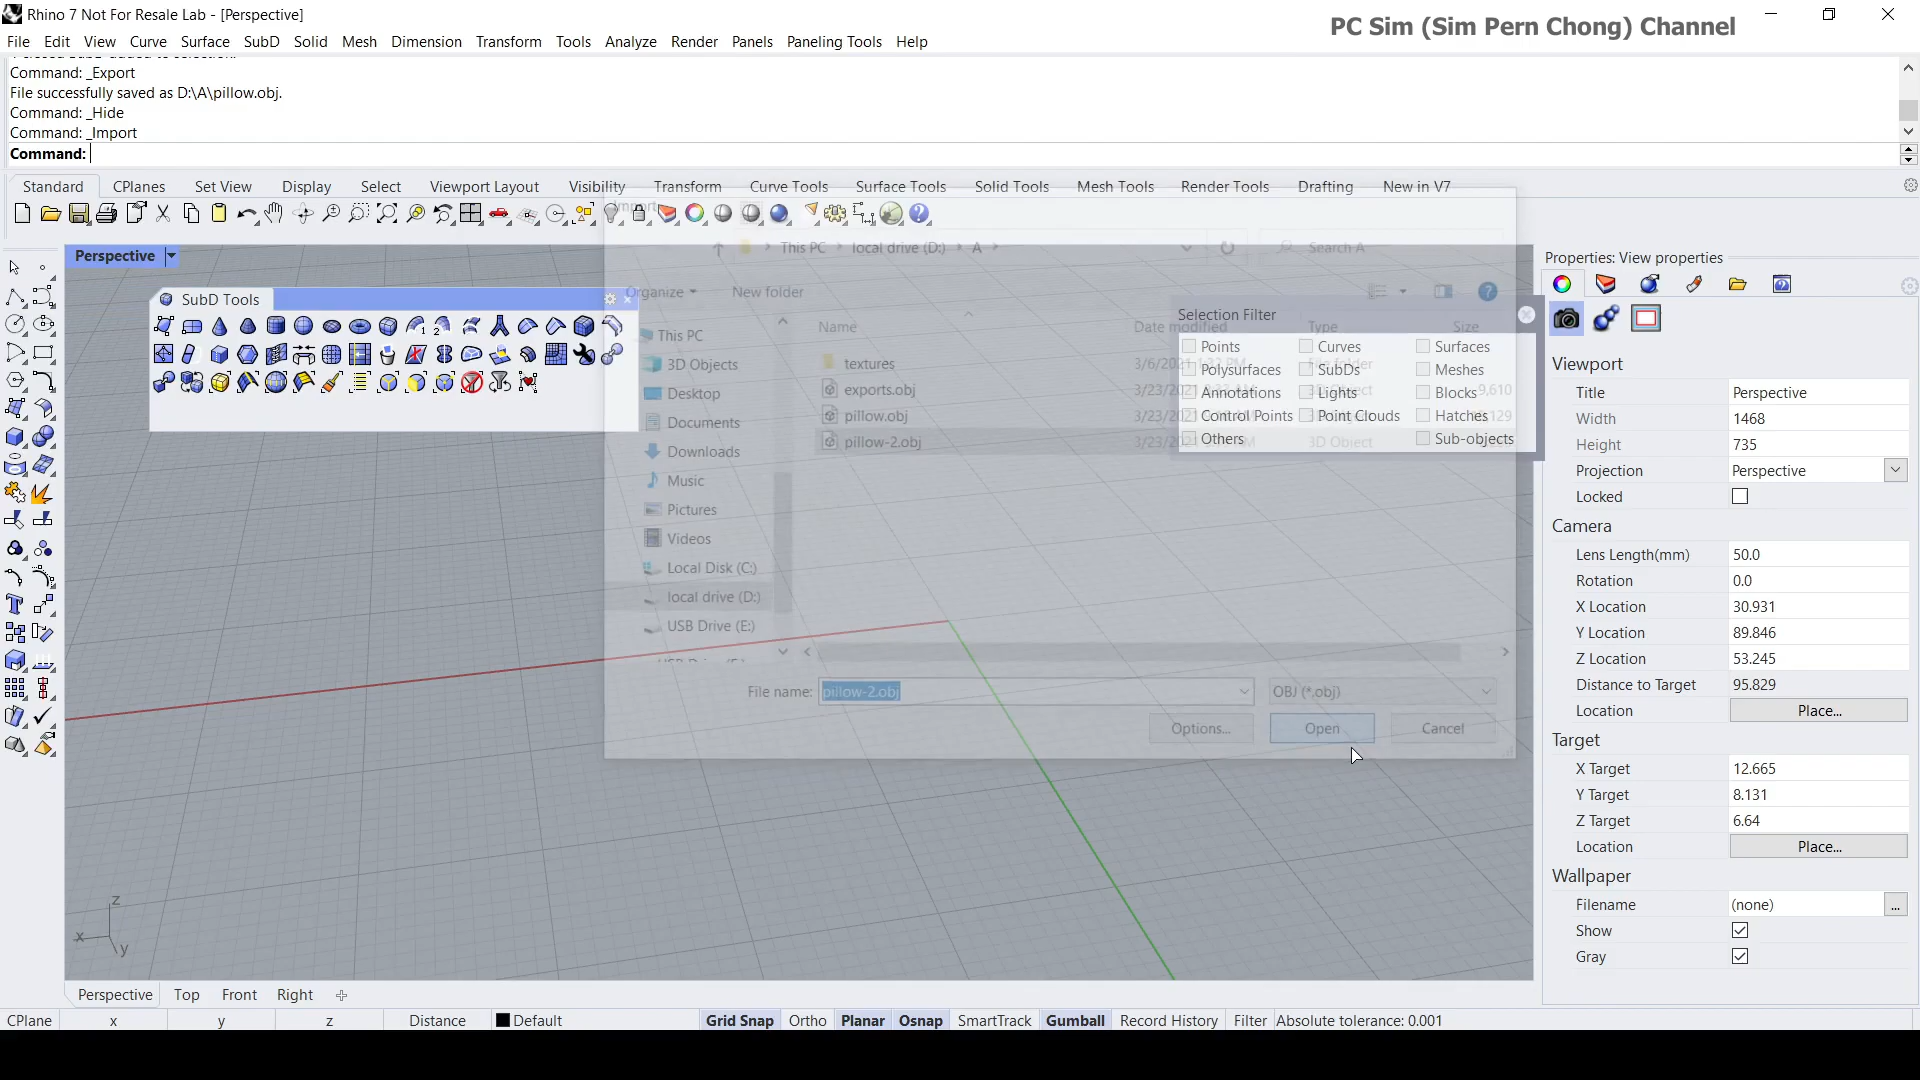 Rhino 7 Not For Resale Lab - [Perspective]
PC Sim (Sim Pern Chong) Channel
File Edit View Curve Surface SubD Solid Mesh Dimension Transform Tools Analyze Render Panels Paneling Tools Help
Command: _Export
File successfully saved as D:\A\pillow.obj.
Command: _Hide
Command: _Import
Command:
Standard CPlanes Set View Display Select Viewport Layout Visibility Transform Curve Tools Surface Tools Solid Tools Mesh Tools Render Tools Drafting New in V7
Import
This PC > local drive (D:) > A >
Search A
Perspective
SubD Tools
Organize
New folder
This PC
3D Objects
Desktop
Documents
Downloads
Music
Pictures
Videos
Local Disk (C:)
local drive (D:)
USB Drive (E:)
Name Date modified Type Size
textures
exports.obj
pillow.obj
pillow-2.obj
Selection Filter
Points Curves Surfaces
Polysurfaces SubDs Meshes
Annotations Lights Blocks
Control Points Point Clouds Hatches
Others Sub-objects
File name: pillow-2.obj
OBJ (*.obj)
Options... Open Cancel
Properties: View properties
Viewport
Title Perspective
Width 1468
Height 735
Projection Perspective
Locked
Camera
Lens Length(mm) 50.0
Rotation 0.0
X Location 30.931
Y Location 89.846
Z Location 53.245
Distance to Target 95.829
Location Place...
Target
X Target 12.665
Y Target 8.131
Z Target 6.64
Location Place...
Wallpaper
Filename (none) ...
Show
Gray
z
x
y
Perspective Top Front Right
CPlane x y z Distance Default Grid Snap Ortho Planar Osnap SmartTrack Gumball Record History Filter Absolute tolerance: 0.001